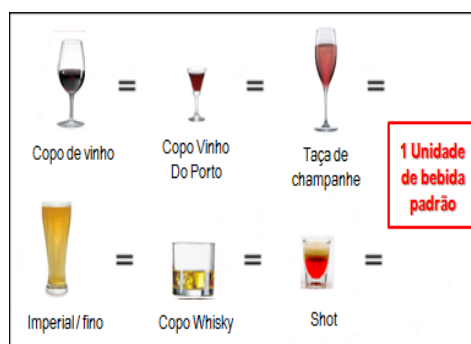 =
=
=
Copo de vinho
Copo Vinho
Do Porto
Taça de
champanhe
1 Unidade
de bebida
padrão
=
=
=
Imperial / fino
Copo Whisky
Shot